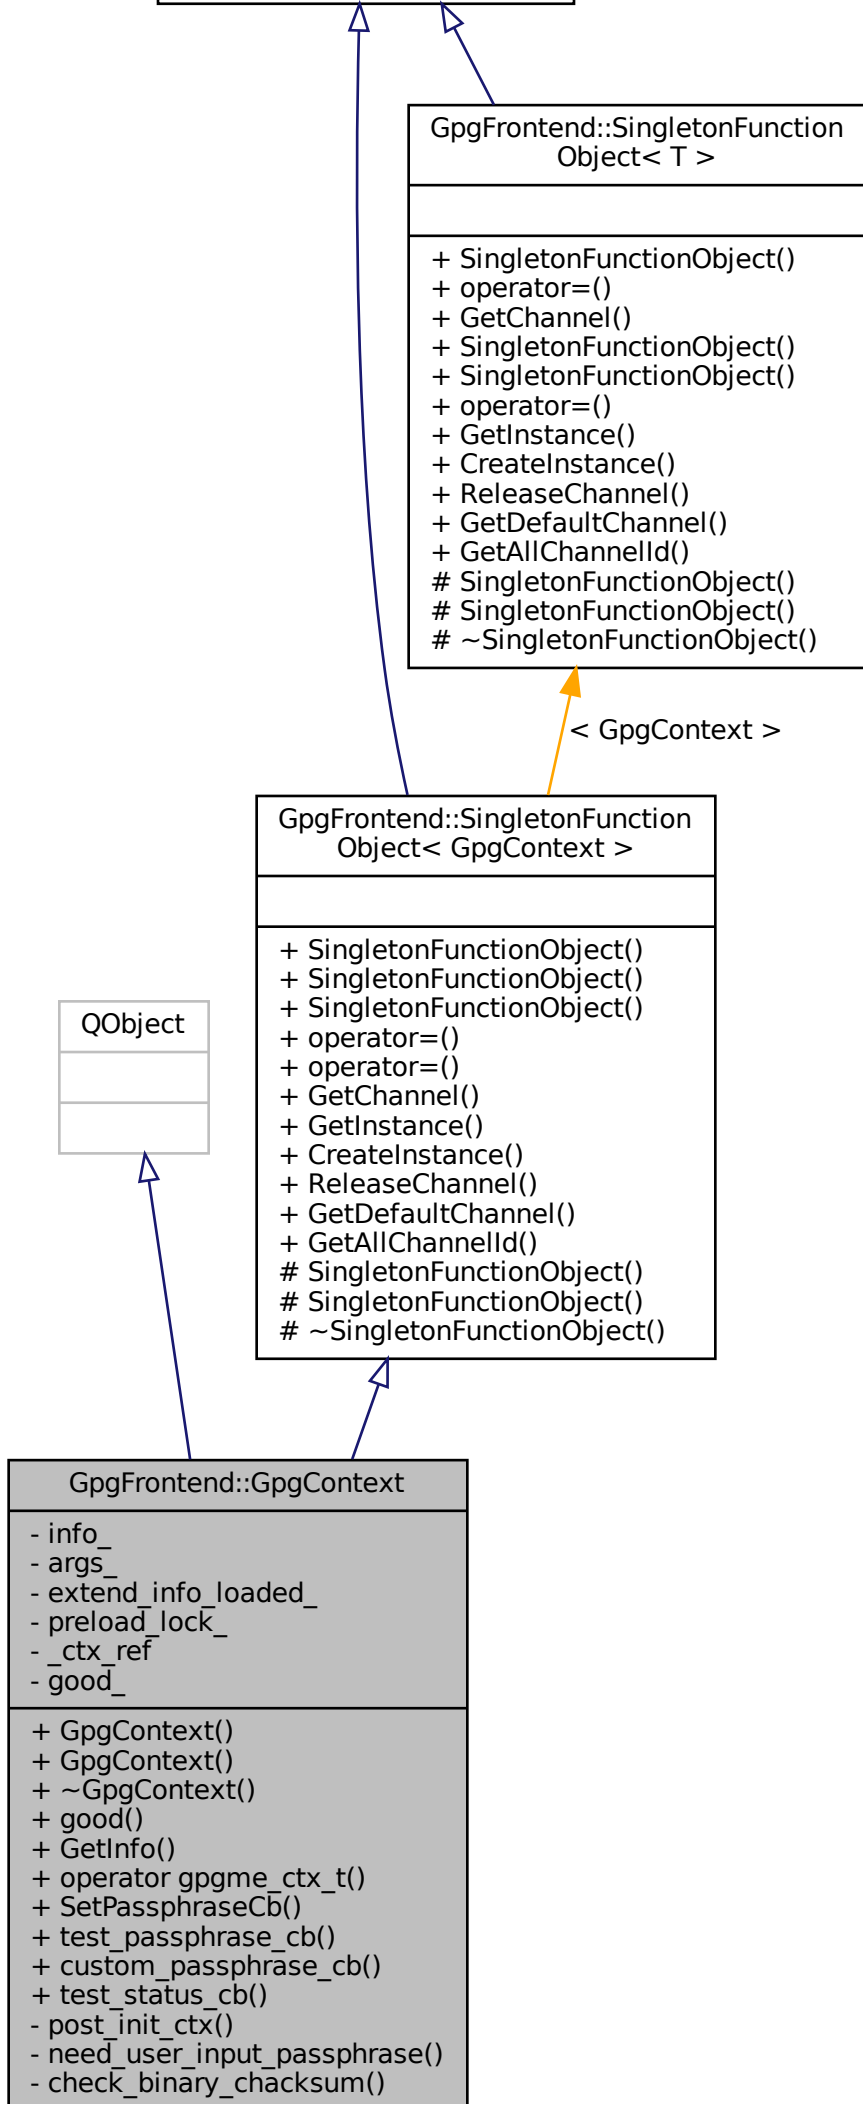 GpgFrontend::SingletonFunction
Object< T >
+ SingletonFunctionObject()
+ operator=()
+ GetChannel()
+ SingletonFunctionObject()
+ SingletonFunctionObject()
+ operator=()
+ GetInstance()
+ CreateInstance()
+ ReleaseChannel()
+ GetDefaultChannel()
+ GetAllChannelId()
# SingletonFunctionObject()
# SingletonFunctionObject()
# ~SingletonFunctionObject()
< GpgContext >
GpgFrontend::SingletonFunction
Object< GpgContext >
+ SingletonFunctionObject()
+ SingletonFunctionObject()
+ SingletonFunctionObject()
+ operator=()
+ operator=()
+ GetChannel()
+ GetInstance()
+ CreateInstance()
+ ReleaseChannel()
+ GetDefaultChannel()
+ GetAllChannelId()
# SingletonFunctionObject()
# SingletonFunctionObject()
# ~SingletonFunctionObject()
QObject
GpgFrontend::GpgContext
- info_
- args_
- extend_info_loaded_
- preload_lock_
- _ctx_ref
- good_
+ GpgContext()
+ GpgContext()
+ ~GpgContext()
+ good()
+ GetInfo()
+ operator gpgme_ctx_t()
+ SetPassphraseCb()
+ test_passphrase_cb()
+ custom_passphrase_cb()
+ test_status_cb()
- post_init_ctx()
- need_user_input_passphrase()
- check_binary_chacksum()